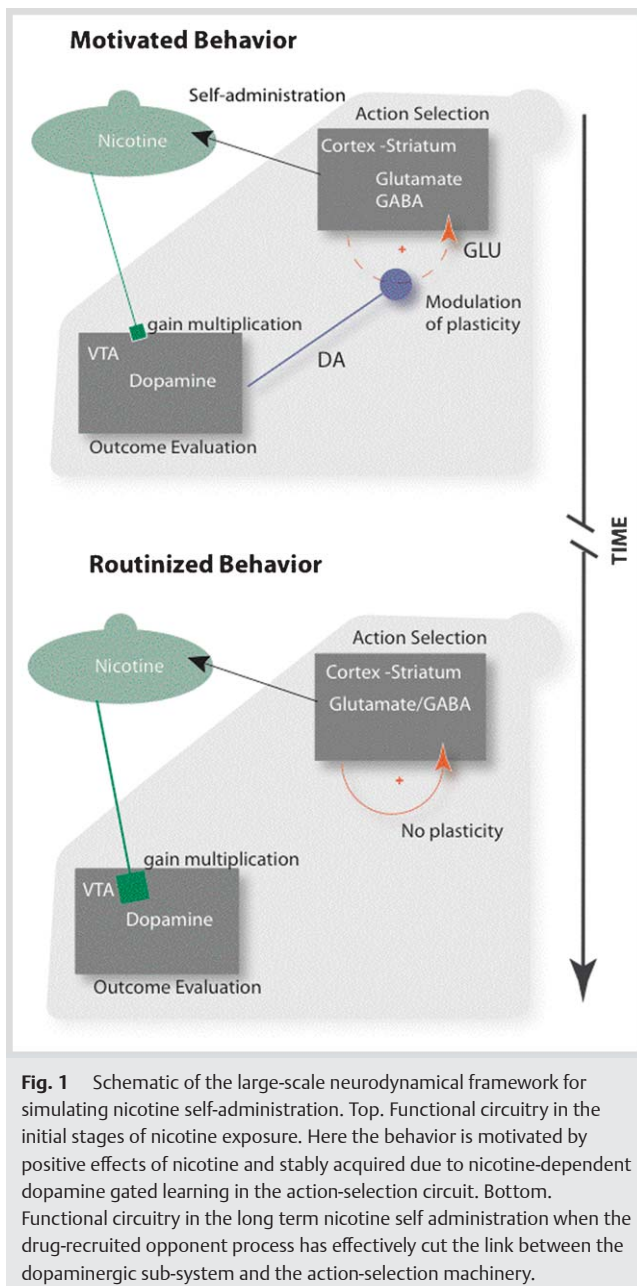 Motivated Behavior
Self-administration
Action Selection
Nicotine
Cortex -Striatum
Glutamate
GABA
GLU
Modulation
of plasticity
gain multiplication
VTA
Dopamine
DA
Outcome Evaluation
TIME
Routinized Behavior
Action Selection
Nicotine
Cortex -Striatum
Glutamate/GABA
No plasticity
gain multiplication
VTA
Dopamine
Outcome Evaluation
Fig. 1 Schematic of the large-scale neurodynamical framework for
simulating nicotine self-administration. Top. Functional circuitry in the
initial stages of nicotine exposure. Here the behavior is motivated by
positive effects of nicotine and stably acquired due to nicotine-dependent
dopamine gated learning in the action-selection circuit. Bottom.
Functional circuitry in the long term nicotine self administration when the
drug-recruited opponent process has effectively cut the link between the
dopaminergic sub-system and the action-selection machinery.